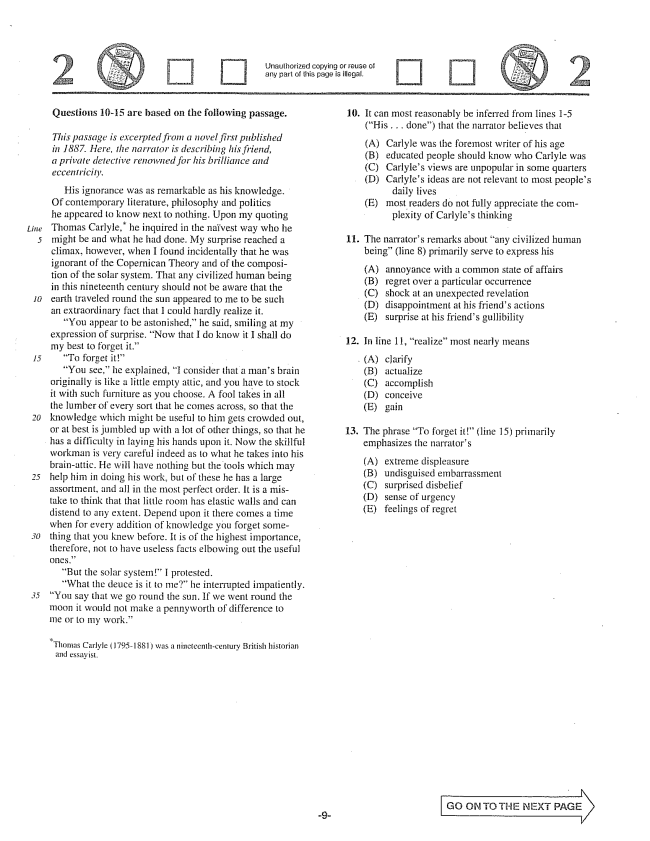 2
Unauthorized copying or reuse of
any part of this page is illegal.
2
Questions 10-15 are based on the following passage.
This passage is excerpted from a novel first published
in 1887. Here, the narrator is describing his friend,
a private detective renowned for his brilliance and
eccentricity.
His ignorance was as remarkable as his knowledge.
Of contemporary literature, philosophy and politics
he appeared to know next to nothing. Upon my quoting
Line Thomas Carlyle,* he inquired in the naïvest way who he
5 might be and what he had done. My surprise reached a
climax, however, when I found incidentally that he was
ignorant of the Copernican Theory and of the composi-
tion of the solar system. That any civilized human being
in this nineteenth century should not be aware that the
10 earth traveled round the sun appeared to me to be such
an extraordinary fact that I could hardly realize it.
"You appear to be astonished," he said, smiling at my
expression of surprise. "Now that I do know it I shall do
my best to forget it."
15 "To forget it!"
"You see," he explained, "I consider that a man's brain
originally is like a little empty attic, and you have to stock
it with such furniture as you choose. A fool takes in all
the lumber of every sort that he comes across, so that the
20 knowledge which might be useful to him gets crowded out,
or at best is jumbled up with a lot of other things, so that he
has a difficulty in laying his hands upon it. Now the skillful
workman is very careful indeed as to what he takes into his
brain-attic. He will have nothing but the tools which may
25 help him in doing his work, but of these he has a large
assortment, and all in the most perfect order. It is a mis-
take to think that that little room has elastic walls and can
distend to any extent. Depend upon it there comes a time
when for every addition of knowledge you forget some-
30 thing that you knew before. It is of the highest importance,
therefore, not to have useless facts elbowing out the useful
ones."
"But the solar system!" I protested.
"What the deuce is it to me?" he interrupted impatiently.
35 "You say that we go round the sun. If we went round the
moon it would not make a pennyworth of difference to
me or to my work."
*Thomas Carlyle (1795-1881) was a nineteenth-century British historian
and essayist.
10. It can most reasonably be inferred from lines 1-5
("His . . . done") that the narrator believes that
(A) Carlyle was the foremost writer of his age
(B) educated people should know who Carlyle was
(C) Carlyle's views are unpopular in some quarters
(D) Carlyle's ideas are not relevant to most people's
daily lives
(E) most readers do not fully appreciate the com-
plexity of Carlyle's thinking
11. The narrator's remarks about "any civilized human
being" (line 8) primarily serve to express his
(A) annoyance with a common state of affairs
(B) regret over a particular occurrence
(C) shock at an unexpected revelation
(D) disappointment at his friend's actions
(E) surprise at his friend's gullibility
12. In line 11, "realize" most nearly means
(A) clarify
(B) actualize
(C) accomplish
(D) conceive
(E) gain
13. The phrase "To forget it!" (line 15) primarily
emphasizes the narrator's
(A) extreme displeasure
(B) undisguised embarrassment
(C) surprised disbelief
(D) sense of urgency
(E) feelings of regret
GO ON TO THE NEXT PAGE
-9-